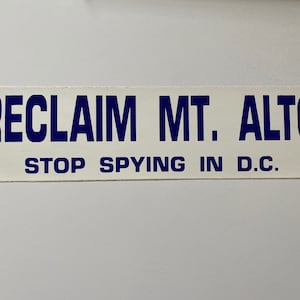 RECLAIM MT. ALTO
STOP SPYING IN D.C.